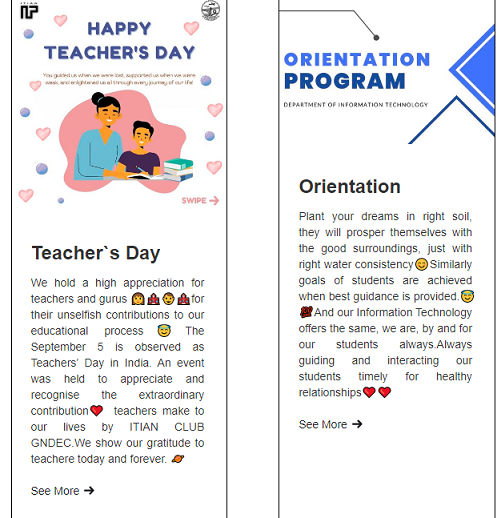 ITIAN
HAPPY
TEACHER'S DAY
You guided us when we were lost, supported us when we were
weak, and enlightened us all through every journey of our life!
SWIPE →
Teacher`s Day
We hold a high appreciation for
teachers and gurus 👩‍🏫👨‍🏫for
their unselfish contributions to our
educational process 😇 The
September 5 is observed as
Teachers' Day in India. An event
was held to appreciate and
recognise the extraordinary
contribution❤️ teachers make to
our lives by ITIAN CLUB
GNDEC.We show our gratitude to
teachere today and forever. 🪐
See More →
ORIENTATION
PROGRAM
DEPARTMENT OF INFORMATION TECHNOLOGY
Orientation
Plant your dreams in right soil,
they will prosper themselves with
the good surroundings, just with
right water consistency😊Similarly
goals of students are achieved
when best guidance is provided.😇
💯And our Information Technology
offers the same, we are, by and for
our students always.Always
guiding and interacting our
students timely for healthy
relationships❤️❤️
See More →